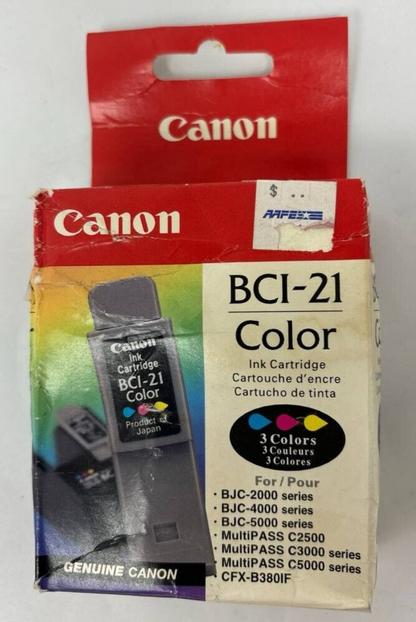 Canon
$ ..
AAFES
Canon
BCI-21
Color
Ink Cartridge
Cartouche d'encre
Cartucho de tinta
3 Colors
3 Couleurs
3 Colores
For / Pour
· BJC-2000 series
· BJC-4000 series
· BJC-5000 series
· MultiPASS C2500
· MultiPASS C3000 series
· MultiPASS C5000 series
· CFX-B380IF
Canon
Ink
Cartridge
BCI-21
Color
Product of
Japan
GENUINE CANON